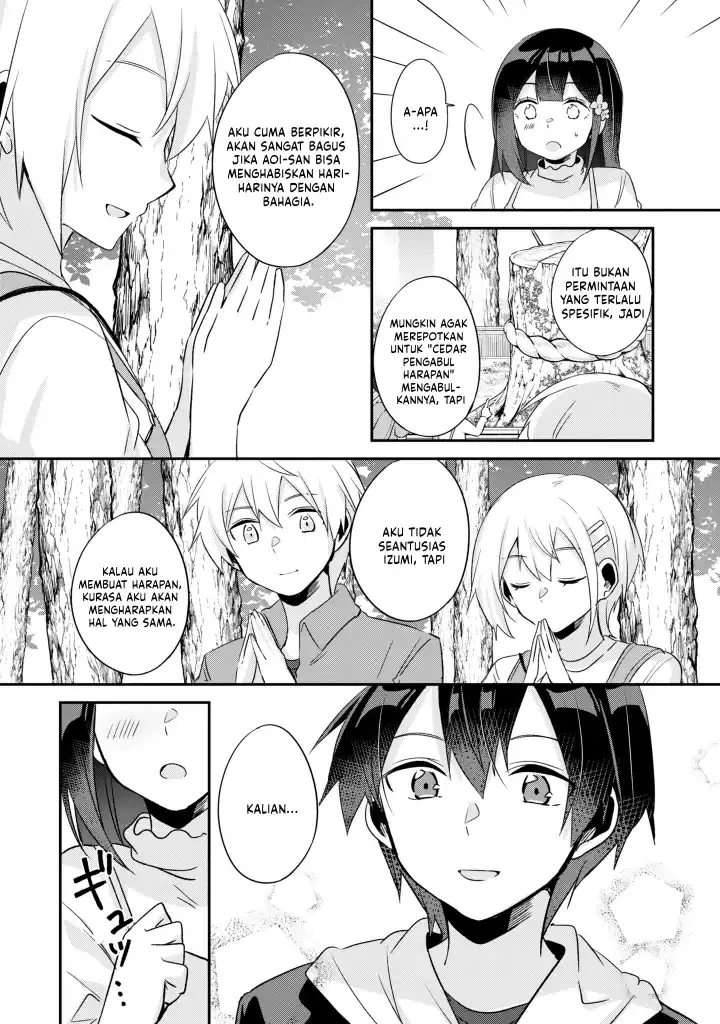 A-APA
...!
AKU CUMA BERPIKIR,
AKAN SANGAT BAGUS
JIKA AOI-SAN BISA
MENGHABISKAN HARI-
HARINYA DENGAN
BAHAGIA.
ITU BUKAN
PERMINTAAN
YANG TERLALU
SPESIFIK, JADI
MUNGKIN AGAK
MEREPOTKAN
UNTUK "CEDAR
PENGABUL
HARAPAN"
MENGABUL-
KANNYA, TAPI
AKU TIDAK
SEANTUSIAS
IZUMI, TAPI
KALAU AKU
MEMBUAT HARAPAN,
KURASA AKU AKAN
MENGHARAPKAN
HAL YANG SAMA.
KALIAN...
ギュッ...